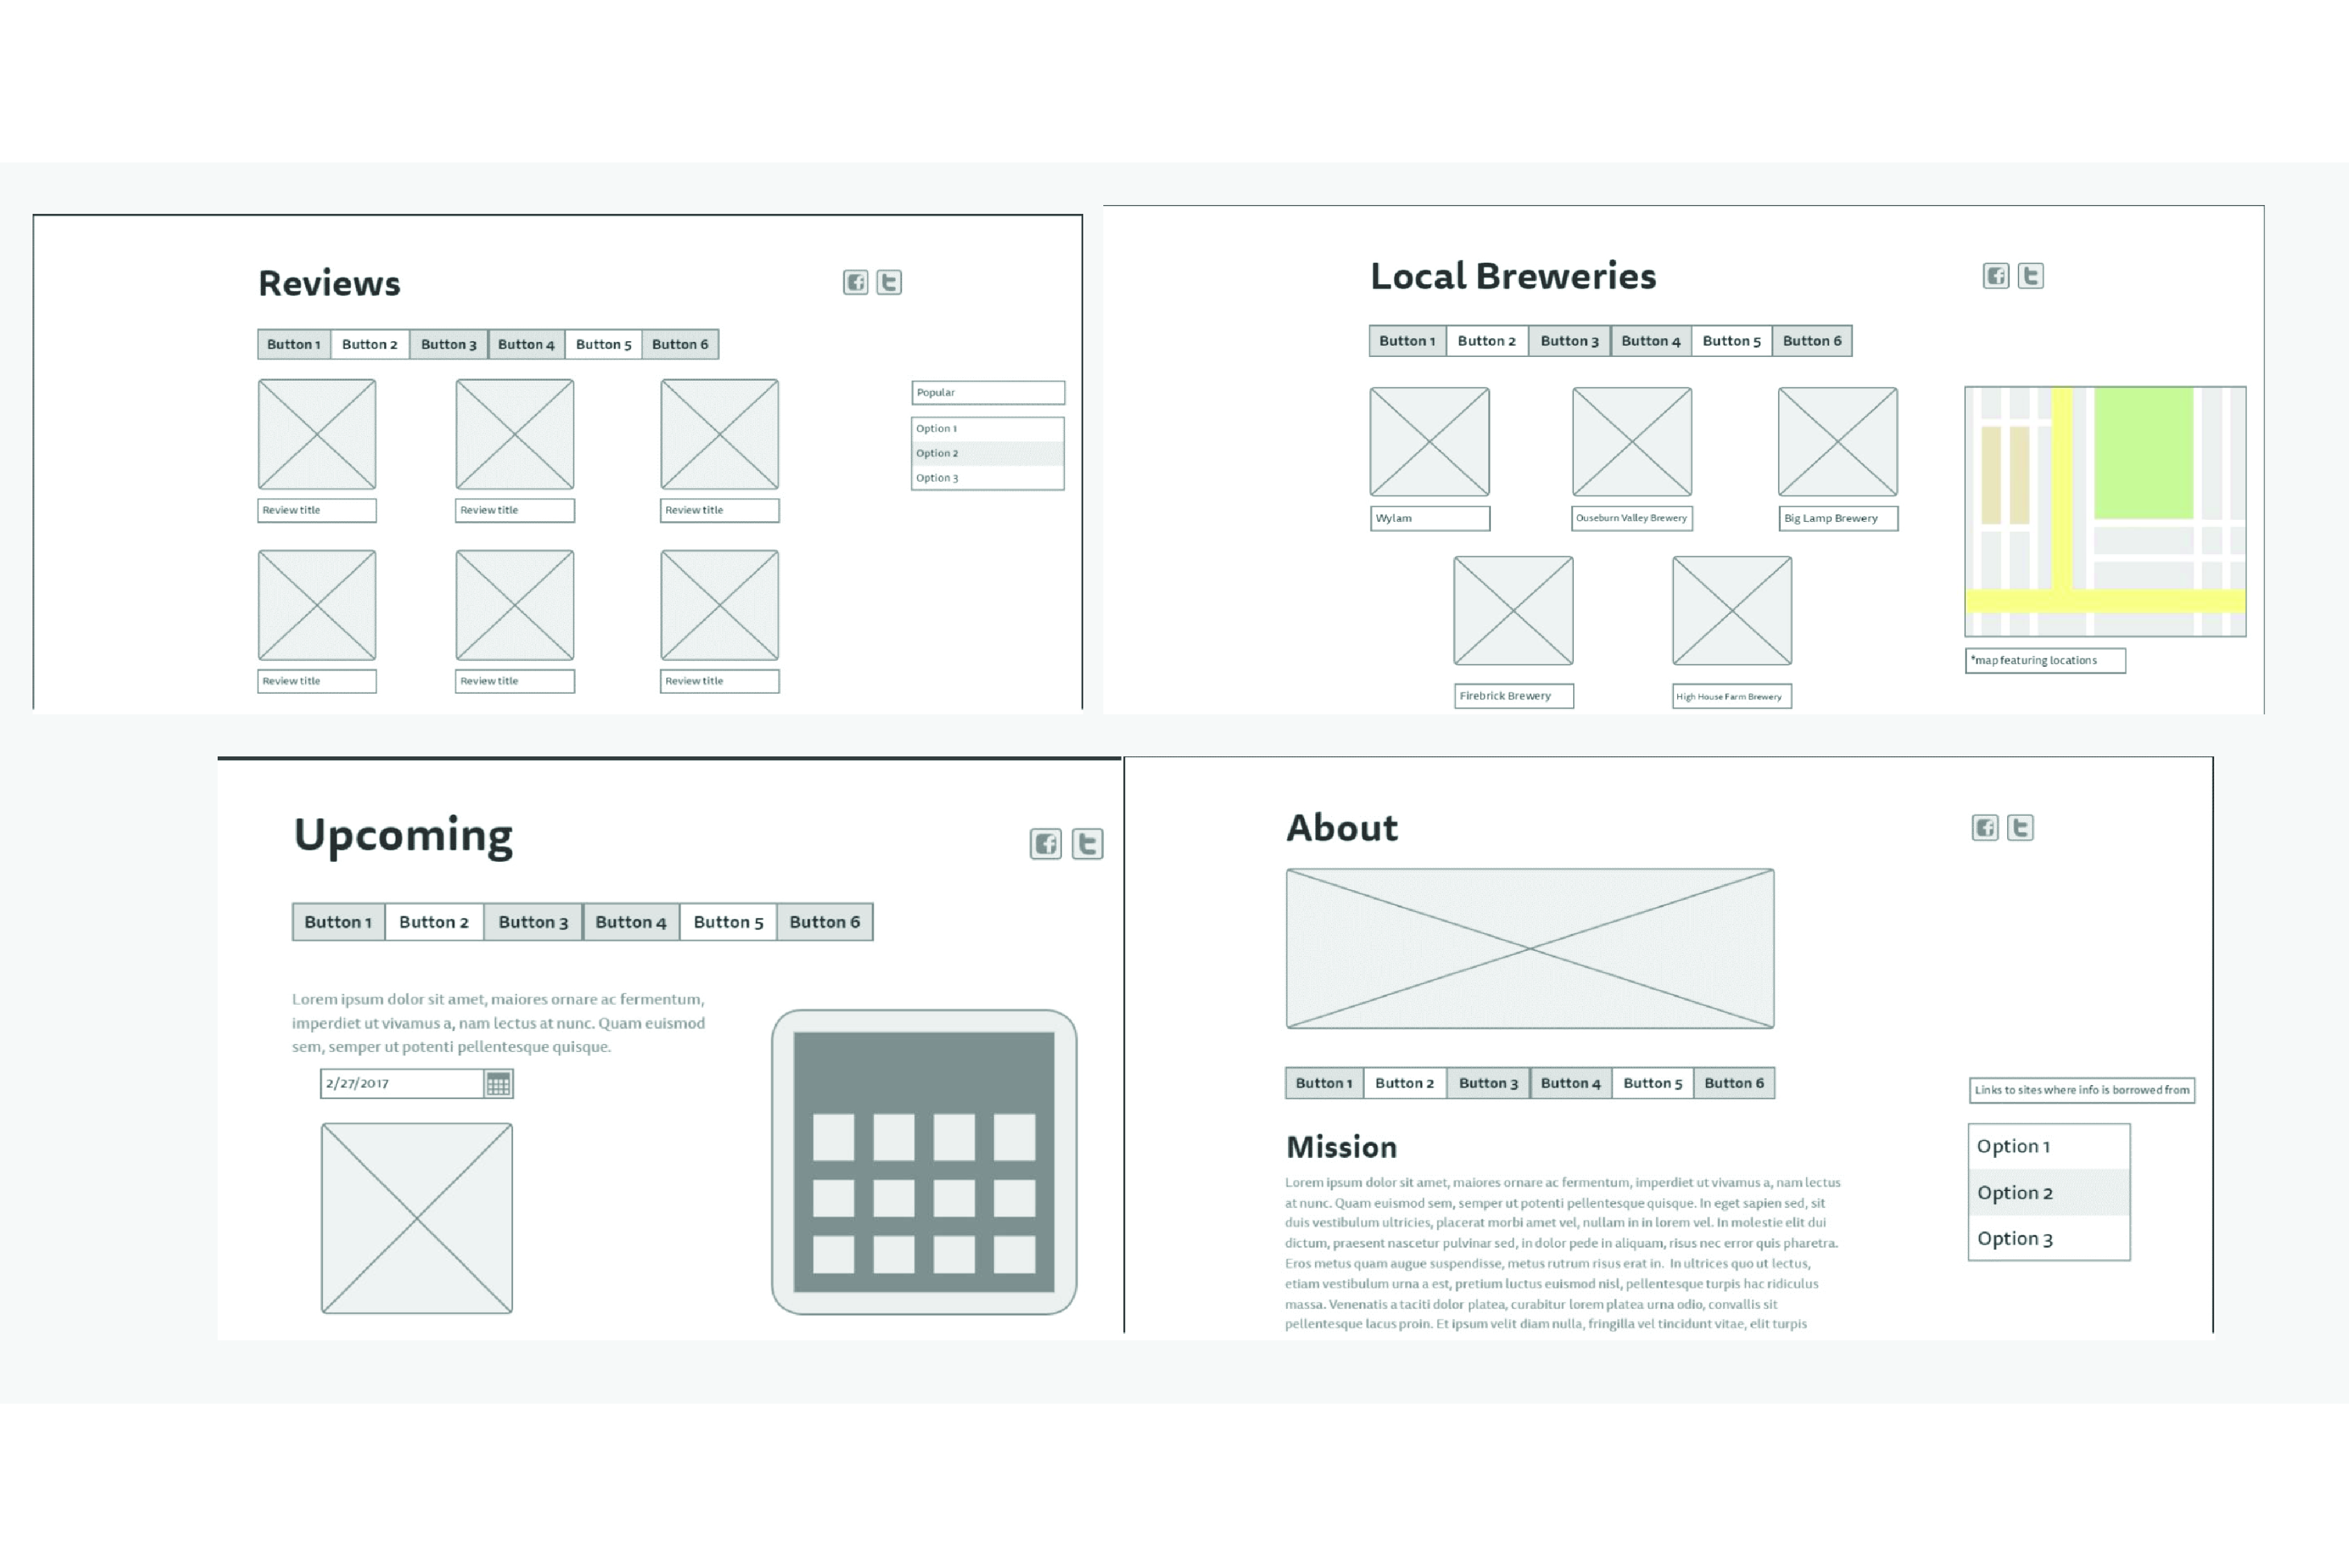 Reviews
Button 1 Button 2 Button 3 Button 4 Button 5 Button 6
Popular
Option 1
Option 2
Option 3
Review title Review title Review title
Review title Review title Review title
Local Breweries
Button 1 Button 2 Button 3 Button 4 Button 5 Button 6
Wylam Ouseburn Valley Brewery Big Lamp Brewery
Firebrick Brewery High House Farm Brewery
*map featuring locations
Upcoming
Button 1 Button 2 Button 3 Button 4 Button 5 Button 6
Lorem ipsum dolor sit amet, maiores ornare ac fermentum,
imperdiet ut vivamus a, nam lectus at nunc. Quam euismod
sem, semper ut potenti pellentesque quisque.
2/27/2017
About
Button 1 Button 2 Button 3 Button 4 Button 5 Button 6
Mission
Lorem ipsum dolor sit amet, maiores ornare ac fermentum, imperdiet ut vivamus a, nam lectus
at nunc. Quam euismod sem, semper ut potenti pellentesque quisque. In eget sapien sed, sit
duis vestibulum ultricies, placerat morbi amet vel, nullam in in lorem vel. In molestie elit dui
dictum, praesent nascetur pulvinar sed, in dolor pede in aliquam, risus nec error quis pharetra.
Eros metus quam augue suspendisse, metus rutrum risus erat in. In ultrices quo ut lectus,
etiam vestibulum urna a est, pretium luctus euismod nisl, pellentesque turpis hac ridiculus
massa. Venenatis a taciti dolor platea, curabitur lorem platea urna odio, convallis sit
pellentesque lacus proin. Et ipsum velit diam nulla, fringilla vel tincidunt vitae, elit turpis
Links to sites where info is borrowed from
Option 1
Option 2
Option 3